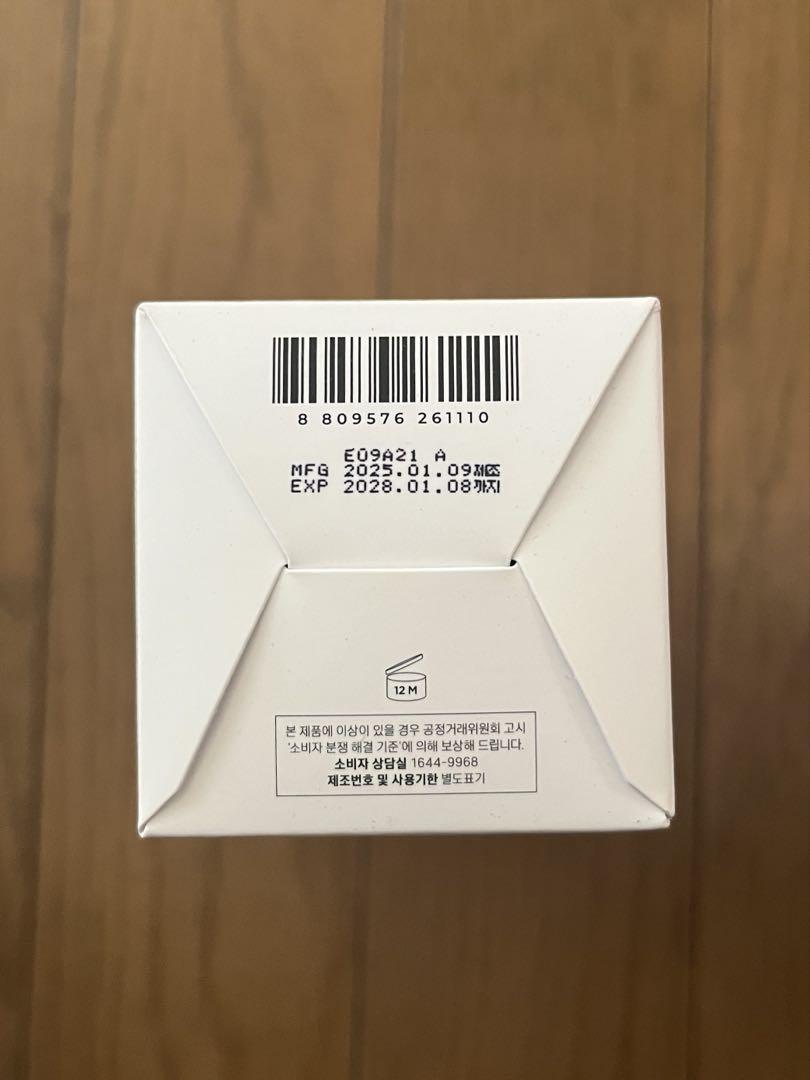 8 809576 261110
E09A21 A
MFG 2025.01.09제조
EXP 2028.01.08까지
12 M
본 제품에 이상이 있을 경우 공정거래위원회 고시
'소비자 분쟁 해결 기준'에 의해 보상해 드립니다.
소비자 상담실 1644-9968
제조번호 및 사용기한 별도표기